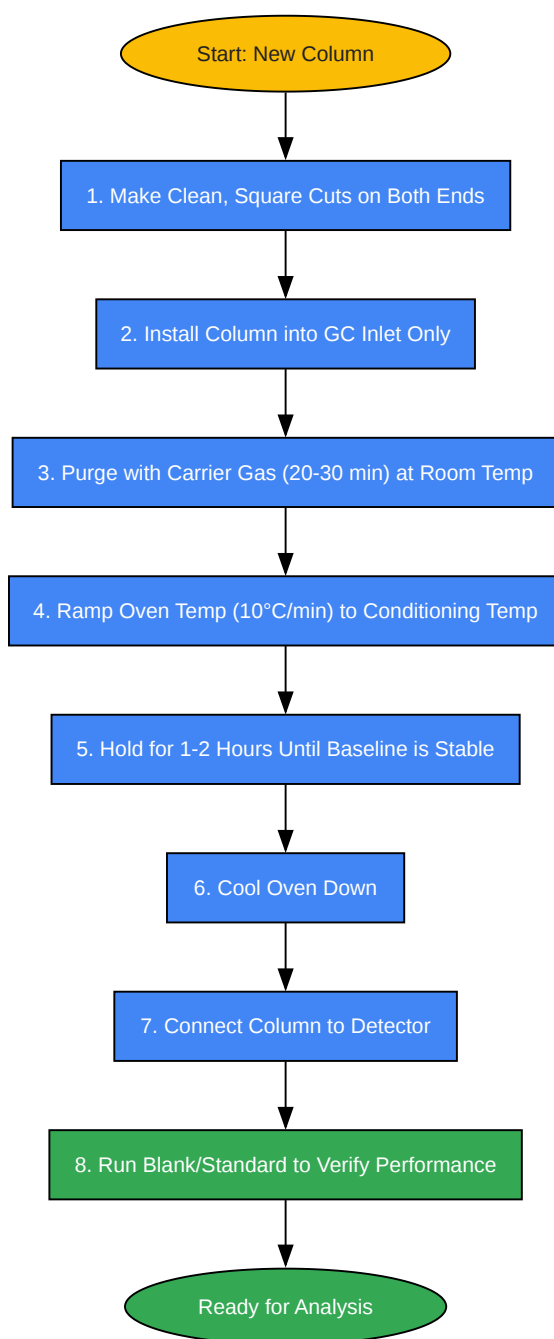 Start: New Column
1. Make Clean, Square Cuts on Both Ends
2. Install Column into GC Inlet Only
3. Purge with Carrier Gas (20-30 min) at Room Temp
4. Ramp Oven Temp (10°C/min) to Conditioning Temp
5. Hold for 1-2 Hours Until Baseline is Stable
6. Cool Oven Down
7. Connect Column to Detector
8. Run Blank/Standard to Verify Performance
Ready for Analysis